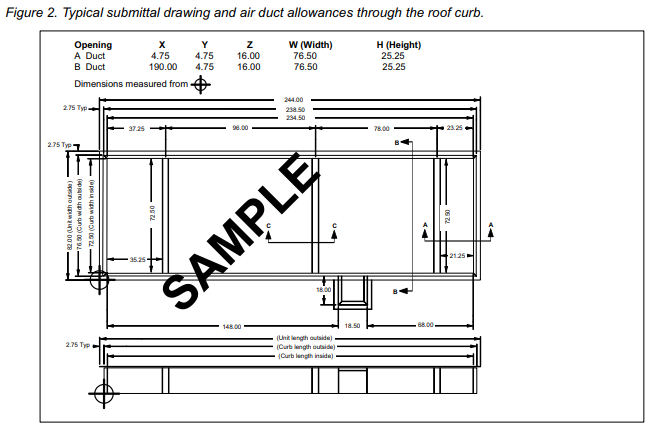 Figure 2. Typical submittal drawing and air duct allowances through the roof curb.
Opening X Y Z W (Width) H (Height)
A Duct 4.75 4.75 16.00 76.50 25.25
B Duct 190.00 4.75 16.00 76.50 25.25
Dimensions measured from
244.00
2.75 Typ
238.50
234.50
37.25 96.00 78.00 23.25
2.75 Typ
B
82.00 (Unit width outside)
76.50 (Curb width outside)
72.50 (Curb width inside)
72.50
SAMPLE
72.50
C C
A A
35.25
21.25
18.00
B
148.00 18.50 68.00
(Unit length outside)
2.75 Typ
(Curb length outside)
(Curb length inside)